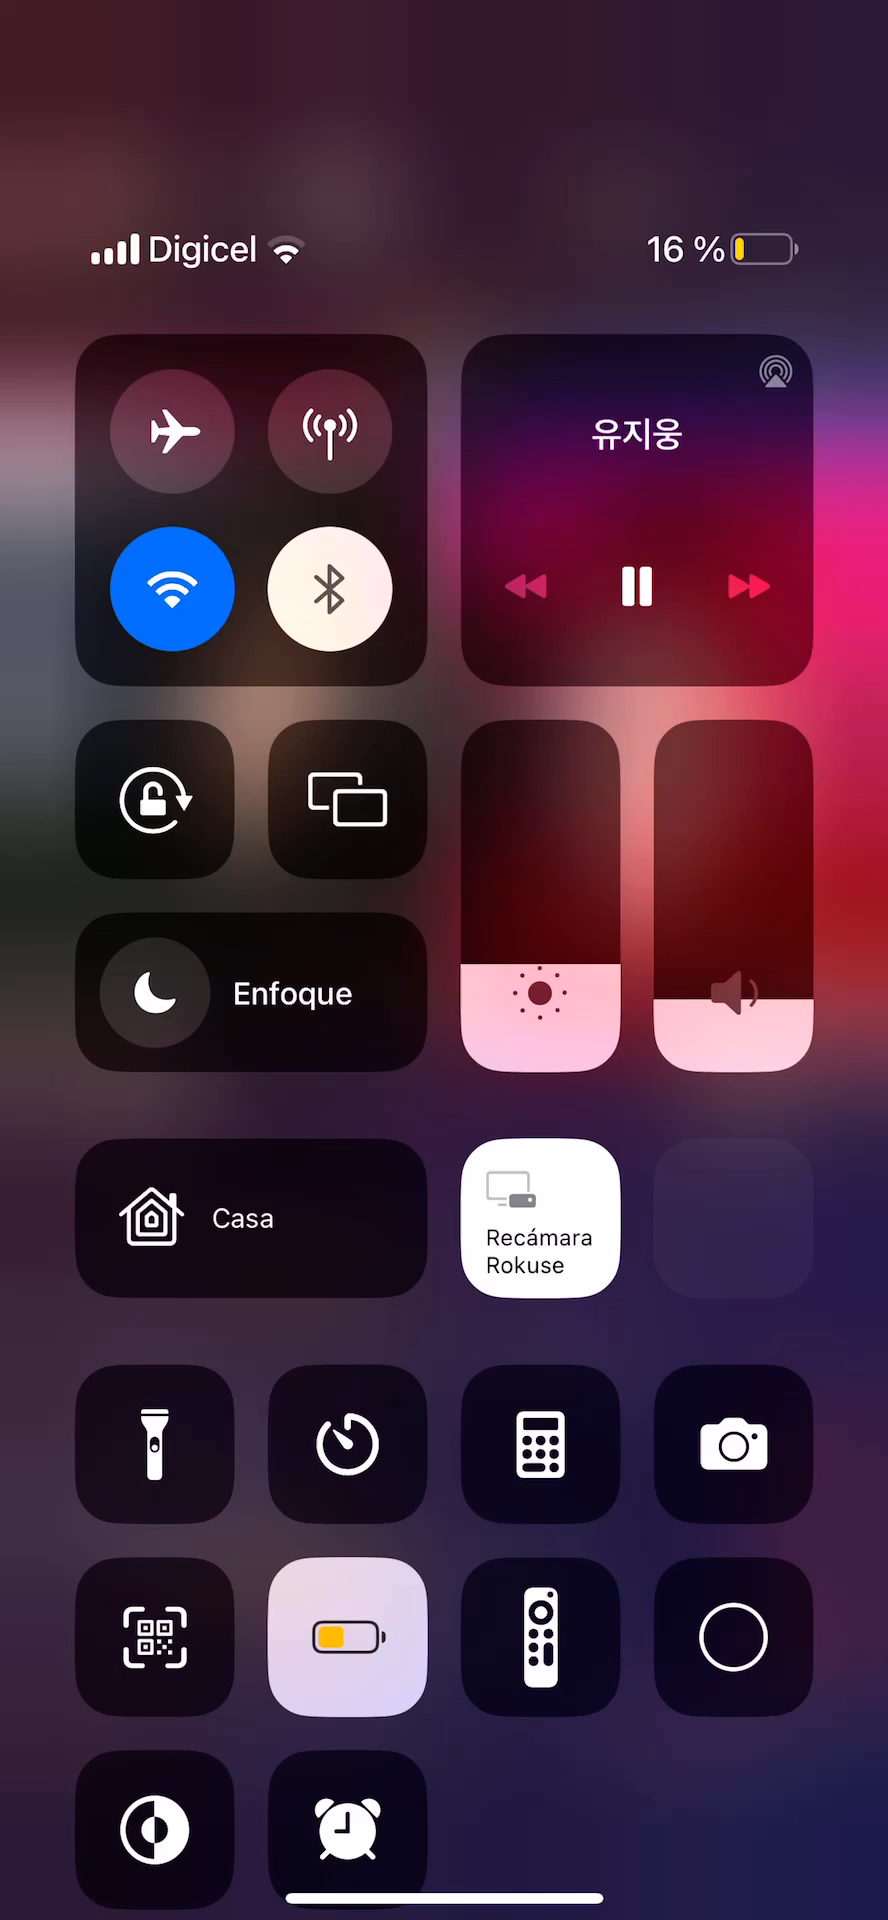 Digicel
16 %
유지웅
Enfoque
Casa
Recámara
Rokuse